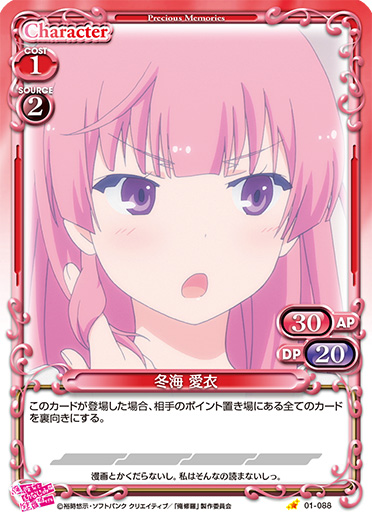 Precious Memories
Character
COST
1
SOURCE
2
30 AP
DP 20
冬海 愛衣
このカードが登場した場合、相手のポイント置き場にある全てのカード
を裏向きにする。
漫画とかくだらないし。私はそんなの読まないしっ。
©裕時悠示・ソフトバンク クリエイティブ/「俺修羅」製作委員会
01-088